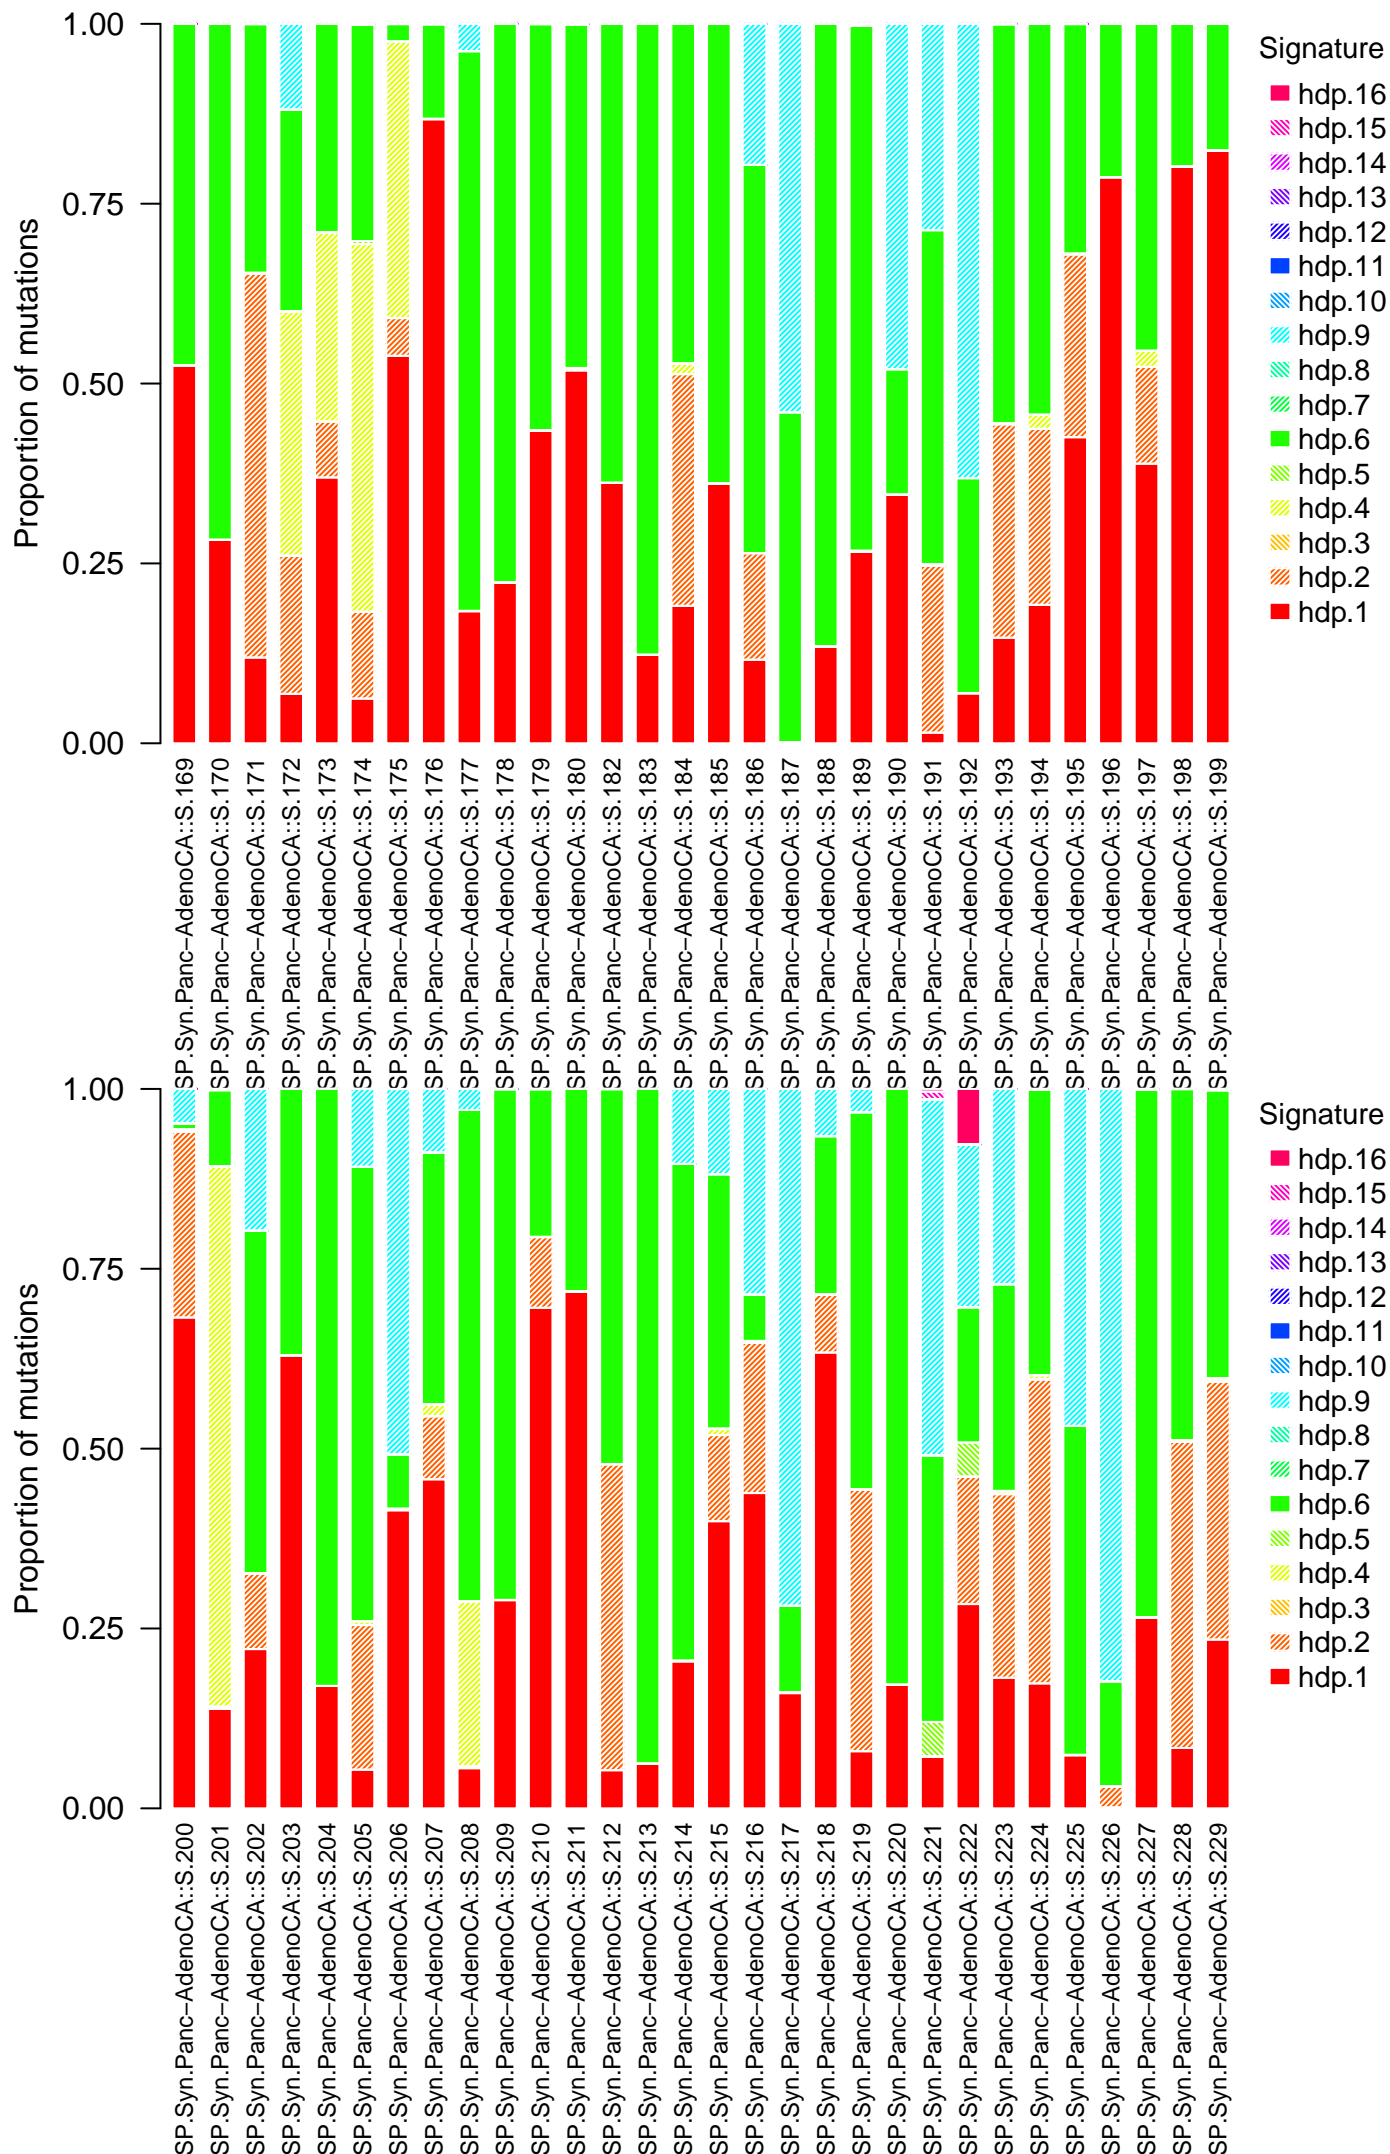 1.00
0.75
0.50
0.25
0.00
Proportion of mutations
SP.Syn.Panc−AdenoCA::S.169
SP.Syn.Panc−AdenoCA::S.170
SP.Syn.Panc−AdenoCA::S.171
SP.Syn.Panc−AdenoCA::S.172
SP.Syn.Panc−AdenoCA::S.173
SP.Syn.Panc−AdenoCA::S.174
SP.Syn.Panc−AdenoCA::S.175
SP.Syn.Panc−AdenoCA::S.176
SP.Syn.Panc−AdenoCA::S.177
SP.Syn.Panc−AdenoCA::S.178
SP.Syn.Panc−AdenoCA::S.179
SP.Syn.Panc−AdenoCA::S.180
SP.Syn.Panc−AdenoCA::S.182
SP.Syn.Panc−AdenoCA::S.183
SP.Syn.Panc−AdenoCA::S.184
SP.Syn.Panc−AdenoCA::S.185
SP.Syn.Panc−AdenoCA::S.186
SP.Syn.Panc−AdenoCA::S.187
SP.Syn.Panc−AdenoCA::S.188
SP.Syn.Panc−AdenoCA::S.189
SP.Syn.Panc−AdenoCA::S.190
SP.Syn.Panc−AdenoCA::S.191
SP.Syn.Panc−AdenoCA::S.192
SP.Syn.Panc−AdenoCA::S.193
SP.Syn.Panc−AdenoCA::S.194
SP.Syn.Panc−AdenoCA::S.195
SP.Syn.Panc−AdenoCA::S.196
SP.Syn.Panc−AdenoCA::S.197
SP.Syn.Panc−AdenoCA::S.198
SP.Syn.Panc−AdenoCA::S.199
Signature
hdp.16
hdp.15
hdp.14
hdp.13
hdp.12
hdp.11
hdp.10
hdp.9
hdp.8
hdp.7
hdp.6
hdp.5
hdp.4
hdp.3
hdp.2
hdp.1
1.00
0.75
0.50
0.25
0.00
Proportion of mutations
SP.Syn.Panc−AdenoCA::S.200
SP.Syn.Panc−AdenoCA::S.201
SP.Syn.Panc−AdenoCA::S.202
SP.Syn.Panc−AdenoCA::S.203
SP.Syn.Panc−AdenoCA::S.204
SP.Syn.Panc−AdenoCA::S.205
SP.Syn.Panc−AdenoCA::S.206
SP.Syn.Panc−AdenoCA::S.207
SP.Syn.Panc−AdenoCA::S.208
SP.Syn.Panc−AdenoCA::S.209
SP.Syn.Panc−AdenoCA::S.210
SP.Syn.Panc−AdenoCA::S.211
SP.Syn.Panc−AdenoCA::S.212
SP.Syn.Panc−AdenoCA::S.213
SP.Syn.Panc−AdenoCA::S.214
SP.Syn.Panc−AdenoCA::S.215
SP.Syn.Panc−AdenoCA::S.216
SP.Syn.Panc−AdenoCA::S.217
SP.Syn.Panc−AdenoCA::S.218
SP.Syn.Panc−AdenoCA::S.219
SP.Syn.Panc−AdenoCA::S.220
SP.Syn.Panc−AdenoCA::S.221
SP.Syn.Panc−AdenoCA::S.222
SP.Syn.Panc−AdenoCA::S.223
SP.Syn.Panc−AdenoCA::S.224
SP.Syn.Panc−AdenoCA::S.225
SP.Syn.Panc−AdenoCA::S.226
SP.Syn.Panc−AdenoCA::S.227
SP.Syn.Panc−AdenoCA::S.228
SP.Syn.Panc−AdenoCA::S.229
Signature
hdp.16
hdp.15
hdp.14
hdp.13
hdp.12
hdp.11
hdp.10
hdp.9
hdp.8
hdp.7
hdp.6
hdp.5
hdp.4
hdp.3
hdp.2
hdp.1